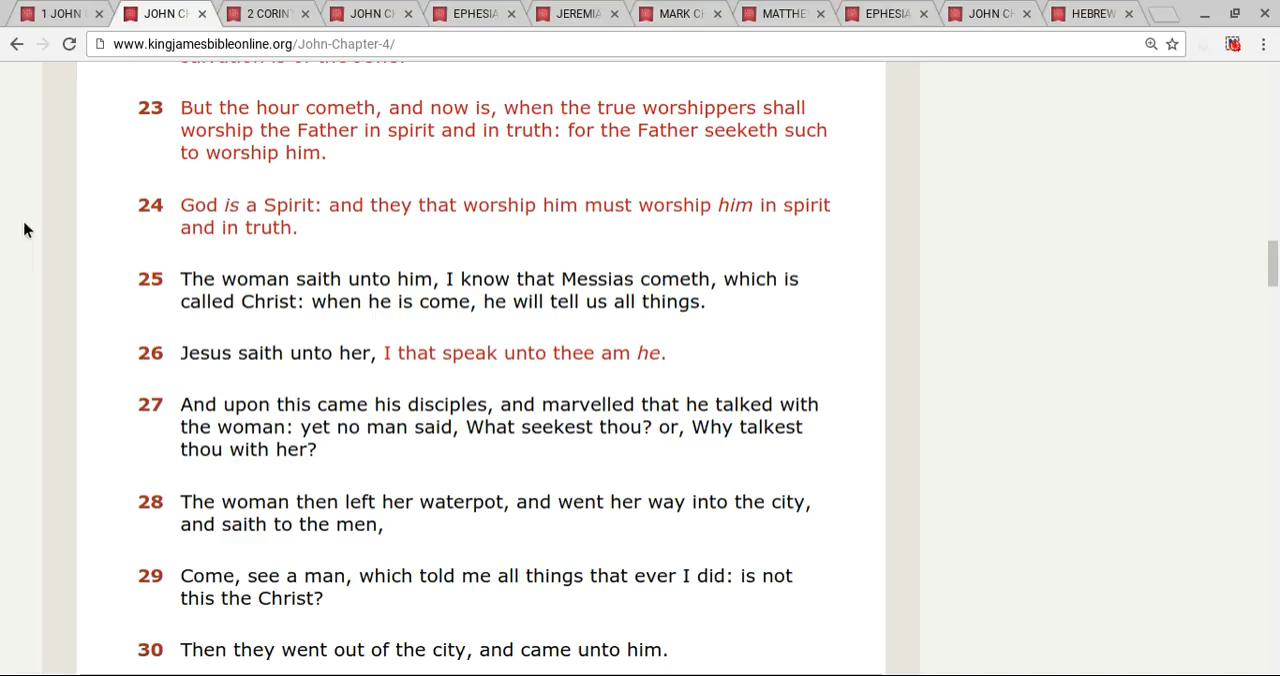 1 JOHN
JOHN CH
2 CORIN
JOHN CH
EPHESIA
JEREMIA
MARK CH
MATTHE
EPHESIA
JOHN CH
HEBREW
www.kingjamesbibleonline.org/John-Chapter-4/
23 But the hour cometh, and now is, when the true worshippers shall
worship the Father in spirit and in truth: for the Father seeketh such
to worship him.
24 God is a Spirit: and they that worship him must worship him in spirit
and in truth.
25 The woman saith unto him, I know that Messias cometh, which is
called Christ: when he is come, he will tell us all things.
26 Jesus saith unto her, I that speak unto thee am he.
27 And upon this came his disciples, and marvelled that he talked with
the woman: yet no man said, What seekest thou? or, Why talkest
thou with her?
28 The woman then left her waterpot, and went her way into the city,
and saith to the men,
29 Come, see a man, which told me all things that ever I did: is not
this the Christ?
30 Then they went out of the city, and came unto him.